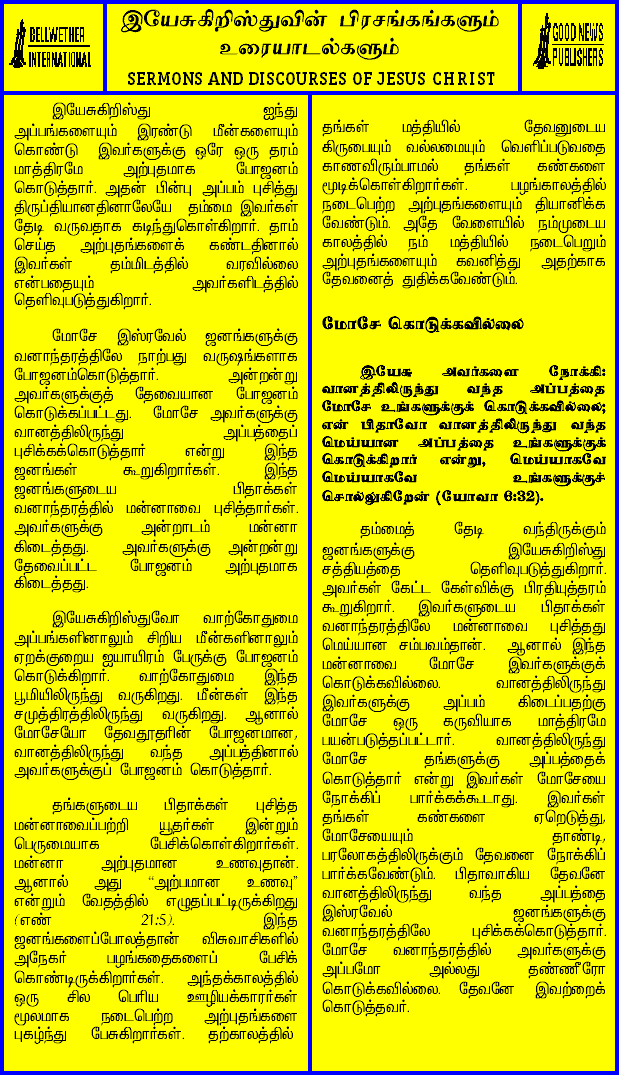 BELLWETHER
INTERNATIONAL
இயேசுகிறிஸ்துவின் பிரசங்கங்களும்
உரையாடல்களும்
SERMONS AND DISCOURSES OF JESUS CHRIST
GOOD NEWS
PUBLISHERS
இயேசுகிறிஸ்து ஐந்து
அப்பங்களையும் இரண்டு மீன்களையும்
கொண்டு இவர்களுக்கு ஒரே ஒரு தரம்
மாத்திரமே அற்புதமாக போஜனம்
கொடுத்தார். அதன் பின்பு அப்பம் புசித்து
திருப்தியானதினாலேயே தம்மை இவர்கள்
தேடி வருவதாக கடிந்துகொள்கிறார். தாம்
செய்த அற்புதங்களைக் கண்டதினால்
இவர்கள் தம்மிடத்தில் வரவில்லை
என்பதையும் அவர்களிடத்தில்
தெளிவுபடுத்துகிறார்.
மோசே இஸ்ரவேல் ஜனங்களுக்கு
வனாந்தரத்திலே நாற்பது வருஷங்களாக
போஜனம்கொடுத்தார். அன்றன்று
அவர்களுக்குத் தேவையான போஜனம்
கொடுக்கப்பட்டது. மோசே அவர்களுக்கு
வானத்திலிருந்து அப்பத்தைப்
புசிக்கக்கொடுத்தார் என்று இந்த
ஜனங்கள் கூறுகிறார்கள். இந்த
ஜனங்களுடைய பிதாக்கள்
வனாந்தரத்தில் மன்னாவை புசித்தார்கள்.
அவர்களுக்கு அன்றாடம் மன்னா
கிடைத்தது. அவர்களுக்கு அன்றன்று
தேவைப்பட்ட போஜனம் அற்புதமாக
கிடைத்தது.
இயேசுகிறிஸ்துவோ வாற்கோதுமை
அப்பங்களினாலும் சிறிய மீன்களினாலும்
ஏறக்குறைய ஐயாயிரம் பேருக்கு போஜனம்
கொடுக்கிறார். வாற்கோதுமை இந்த
பூமியிலிருந்து வருகிறது. மீன்கள் இந்த
சமுத்திரத்திலிருந்து வருகிறது. ஆனால்
மோசேயோ தேவதூதரின் போஜனமான,
வானத்திலிருந்து வந்த அப்பத்தினால்
அவர்களுக்குப் போஜனம் கொடுத்தார்.
தங்களுடைய பிதாக்கள் புசித்த
மன்னாவைப்பற்றி யூதர்கள் இன்றும்
பெருமையாக பேசிக்கொள்கிறார்கள்.
மன்னா அற்புதமான உணவுதான்.
ஆனால் அது “அற்பமான உணவு”
என்றும் வேதத்தில் எழுதப்பட்டிருக்கிறது
(எண் 21:5). இந்த
ஜனங்களைப்போலத்தான் விசுவாசிகளில்
அநேகர் பழங்கதைகளைப் பேசிக்
கொண்டிருக்கிறார்கள். அந்தக்காலத்தில்
ஒரு சில பெரிய ஊழியக்காரர்கள்
மூலமாக நடைபெற்ற அற்புதங்களை
புகழ்ந்து பேசுகிறார்கள். தற்காலத்தில்
தங்கள் மத்தியில் தேவனுடைய
கிருபையும் வல்லமையும் வெளிப்படுவதை
காணவிரும்பாமல் தங்கள் கண்களை
மூடிக்கொள்கிறார்கள். பழங்காலத்தில்
நடைபெற்ற அற்புதங்களையும் தியானிக்க
வேண்டும். அதே வேளையில் நம்முடைய
காலத்தில் நம் மத்தியில் நடைபெறும்
அற்புதங்களையும் கவனித்து அதற்காக
தேவனைத் துதிக்கவேண்டும்.
மோசே கொடுக்கவில்லை
இயேசு அவர்களை நோக்கி:
வானத்திலிருந்து வந்த அப்பத்தை
மோசே உங்களுக்குக் கொடுக்கவில்லை;
என் பிதாவோ வானத்திலிருந்து வந்த
மெய்யான அப்பத்தை உங்களுக்குக்
கொடுக்கிறார் என்று, மெய்யாகவே
மெய்யாகவே உங்களுக்குச்
சொல்லுகிறேன் (யோவா 6:32).
தம்மைத் தேடி வந்திருக்கும்
ஜனங்களுக்கு இயேசுகிறிஸ்து
சத்தியத்தை தெளிவுபடுத்துகிறார்.
அவர்கள் கேட்ட கேள்விக்கு பிரதியுத்தரம்
கூறுகிறார். இவர்களுடைய பிதாக்கள்
வனாந்தரத்திலே மன்னாவை புசித்தது
மெய்யான சம்பவம்தான். ஆனால் இந்த
மன்னாவை மோசே இவர்களுக்குக்
கொடுக்கவில்லை. வானத்திலிருந்து
இவர்களுக்கு அப்பம் கிடைப்பதற்கு
மோசே ஒரு கருவியாக மாத்திரமே
பயன்படுத்தப்பட்டார். வானத்திலிருந்து
மோசே தங்களுக்கு அப்பத்தைக்
கொடுத்தார் என்று இவர்கள் மோசேயை
நோக்கிப் பார்க்கக்கூடாது. இவர்கள்
தங்கள் கண்களை ஏறெடுத்து,
மோசேயையும் தாண்டி,
பரலோகத்திலிருக்கும் தேவனை நோக்கிப்
பார்க்கவேண்டும். பிதாவாகிய தேவனே
வானத்திலிருந்து வந்த அப்பத்தை
இஸ்ரவேல் ஜனங்களுக்கு
வனாந்தரத்திலே புசிக்கக்கொடுத்தார்.
மோசே வனாந்தரத்தில் அவர்களுக்கு
அப்பமோ அல்லது தண்ணீரோ
கொடுக்கவில்லை. தேவனே இவற்றைக்
கொடுத்தவர்.